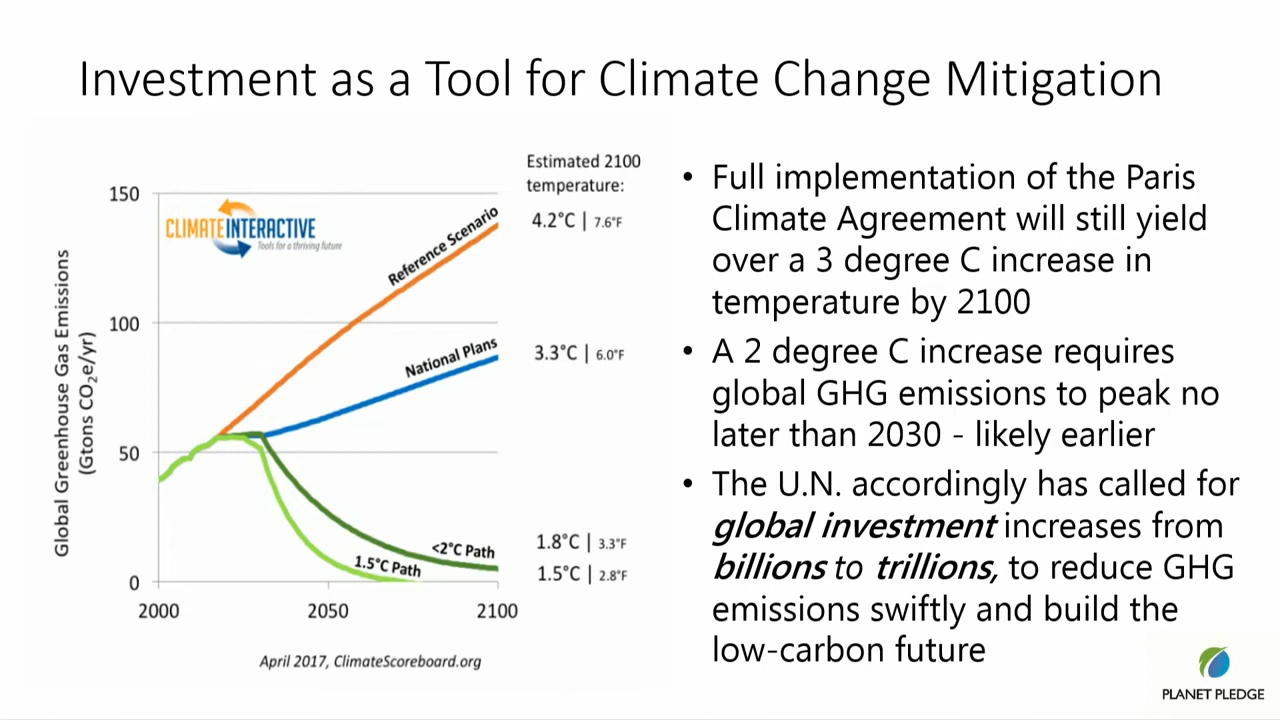 Investment as a Tool for Climate Change Mitigation
Estimated 2100
temperature:
150
100
50
0
2000
2050
2100
Global Greenhouse Gas Emissions
(Gtons CO₂e/yr)
CLIMATEINTERACTIVE
Tools for a thriving future
Reference Scenario
4.2°C | 7.6°F
National Plans
3.3°C | 6.0°F
<2°C Path
1.8°C | 3.3°F
1.5°C Path
1.5°C | 2.8°F
April 2017, ClimateScoreboard.org
• Full implementation of the Paris
Climate Agreement will still yield
over a 3 degree C increase in
temperature by 2100
• A 2 degree C increase requires
global GHG emissions to peak no
later than 2030 - likely earlier
• The U.N. accordingly has called for
global investment increases from
billions to trillions, to reduce GHG
emissions swiftly and build the
low-carbon future
PLANET PLEDGE